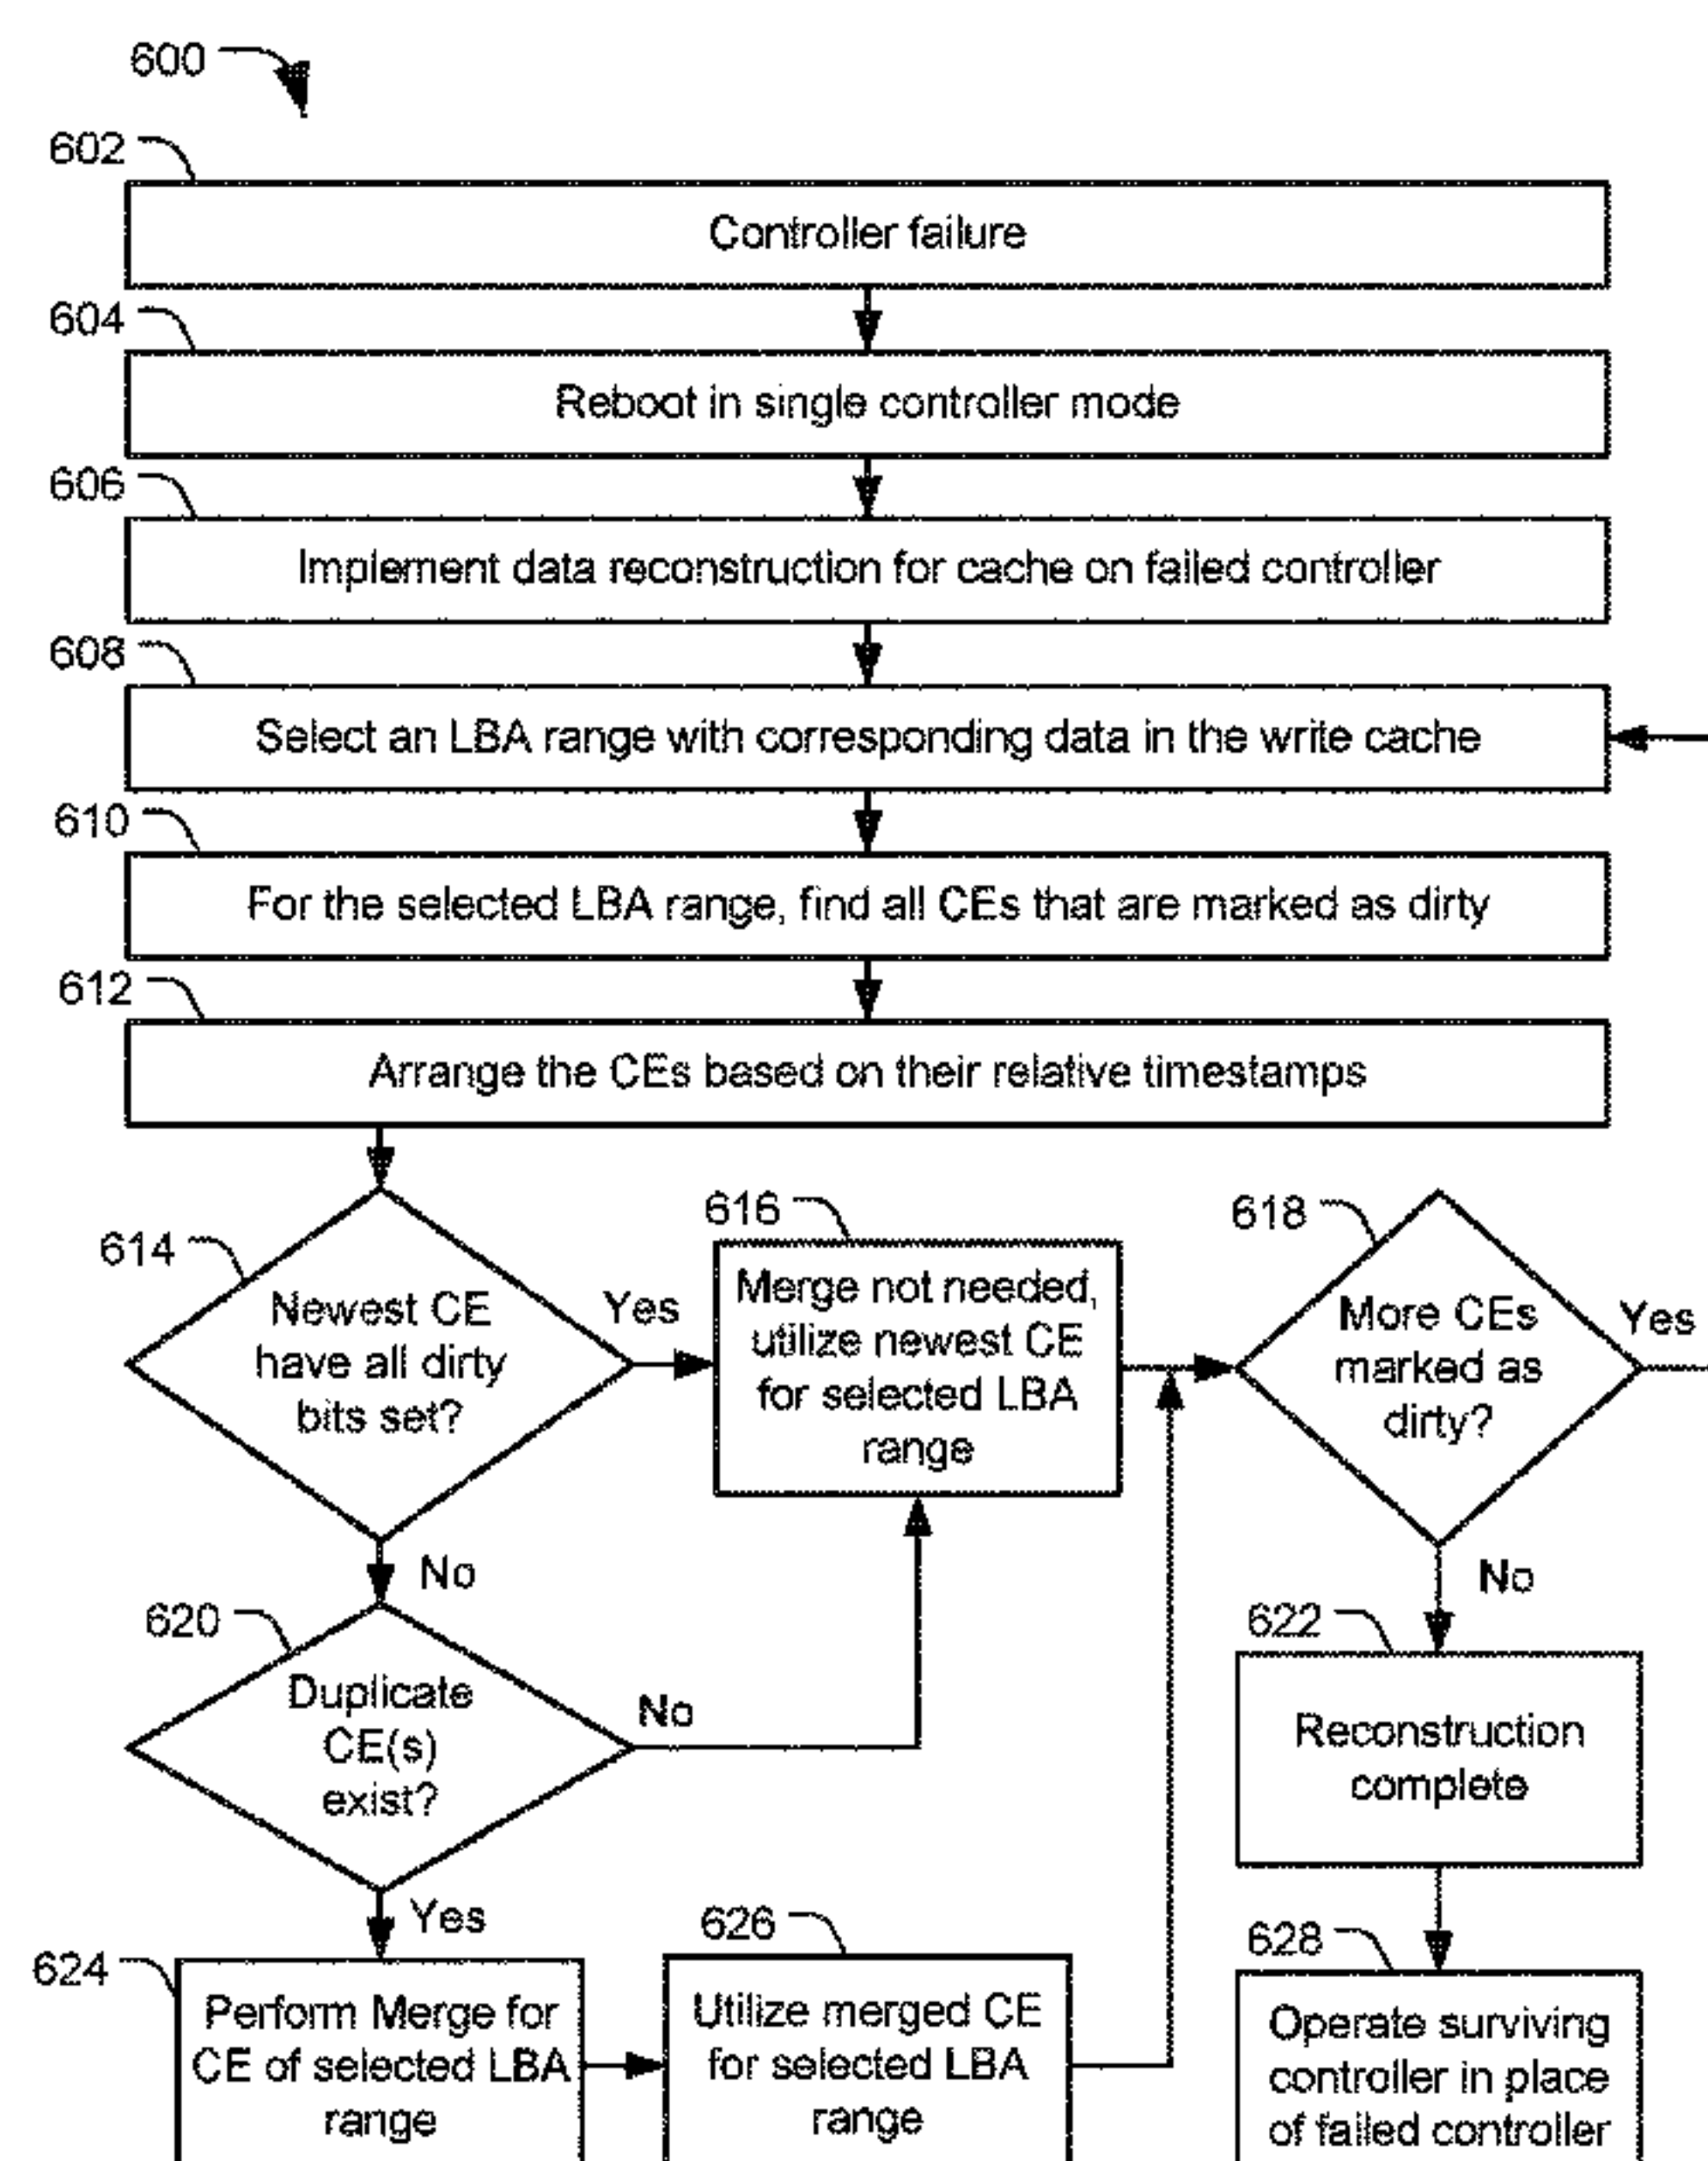 600
602
Controller failure
604
Reboot in single controller mode
606
Implement data reconstruction for cache on failed controller
608
Select an LBA range with corresponding data in the write cache
610
For the selected LBA range, find all CEs that are marked as dirty
612
Arrange the CEs based on their relative timestamps
614
Newest CE
have all dirty
bits set?
Yes
No
616
Merge not needed,
utilize newest CE
for selected LBA
range
618
More CEs
marked as
dirty?
Yes
No
620
Duplicate
CE(s)
exist?
No
Yes
622
Reconstruction
complete
624
Perform Merge for
CE of selected LBA
range
626
Utilize merged CE
for selected LBA
range
628
Operate surviving
controller in place
of failed controller